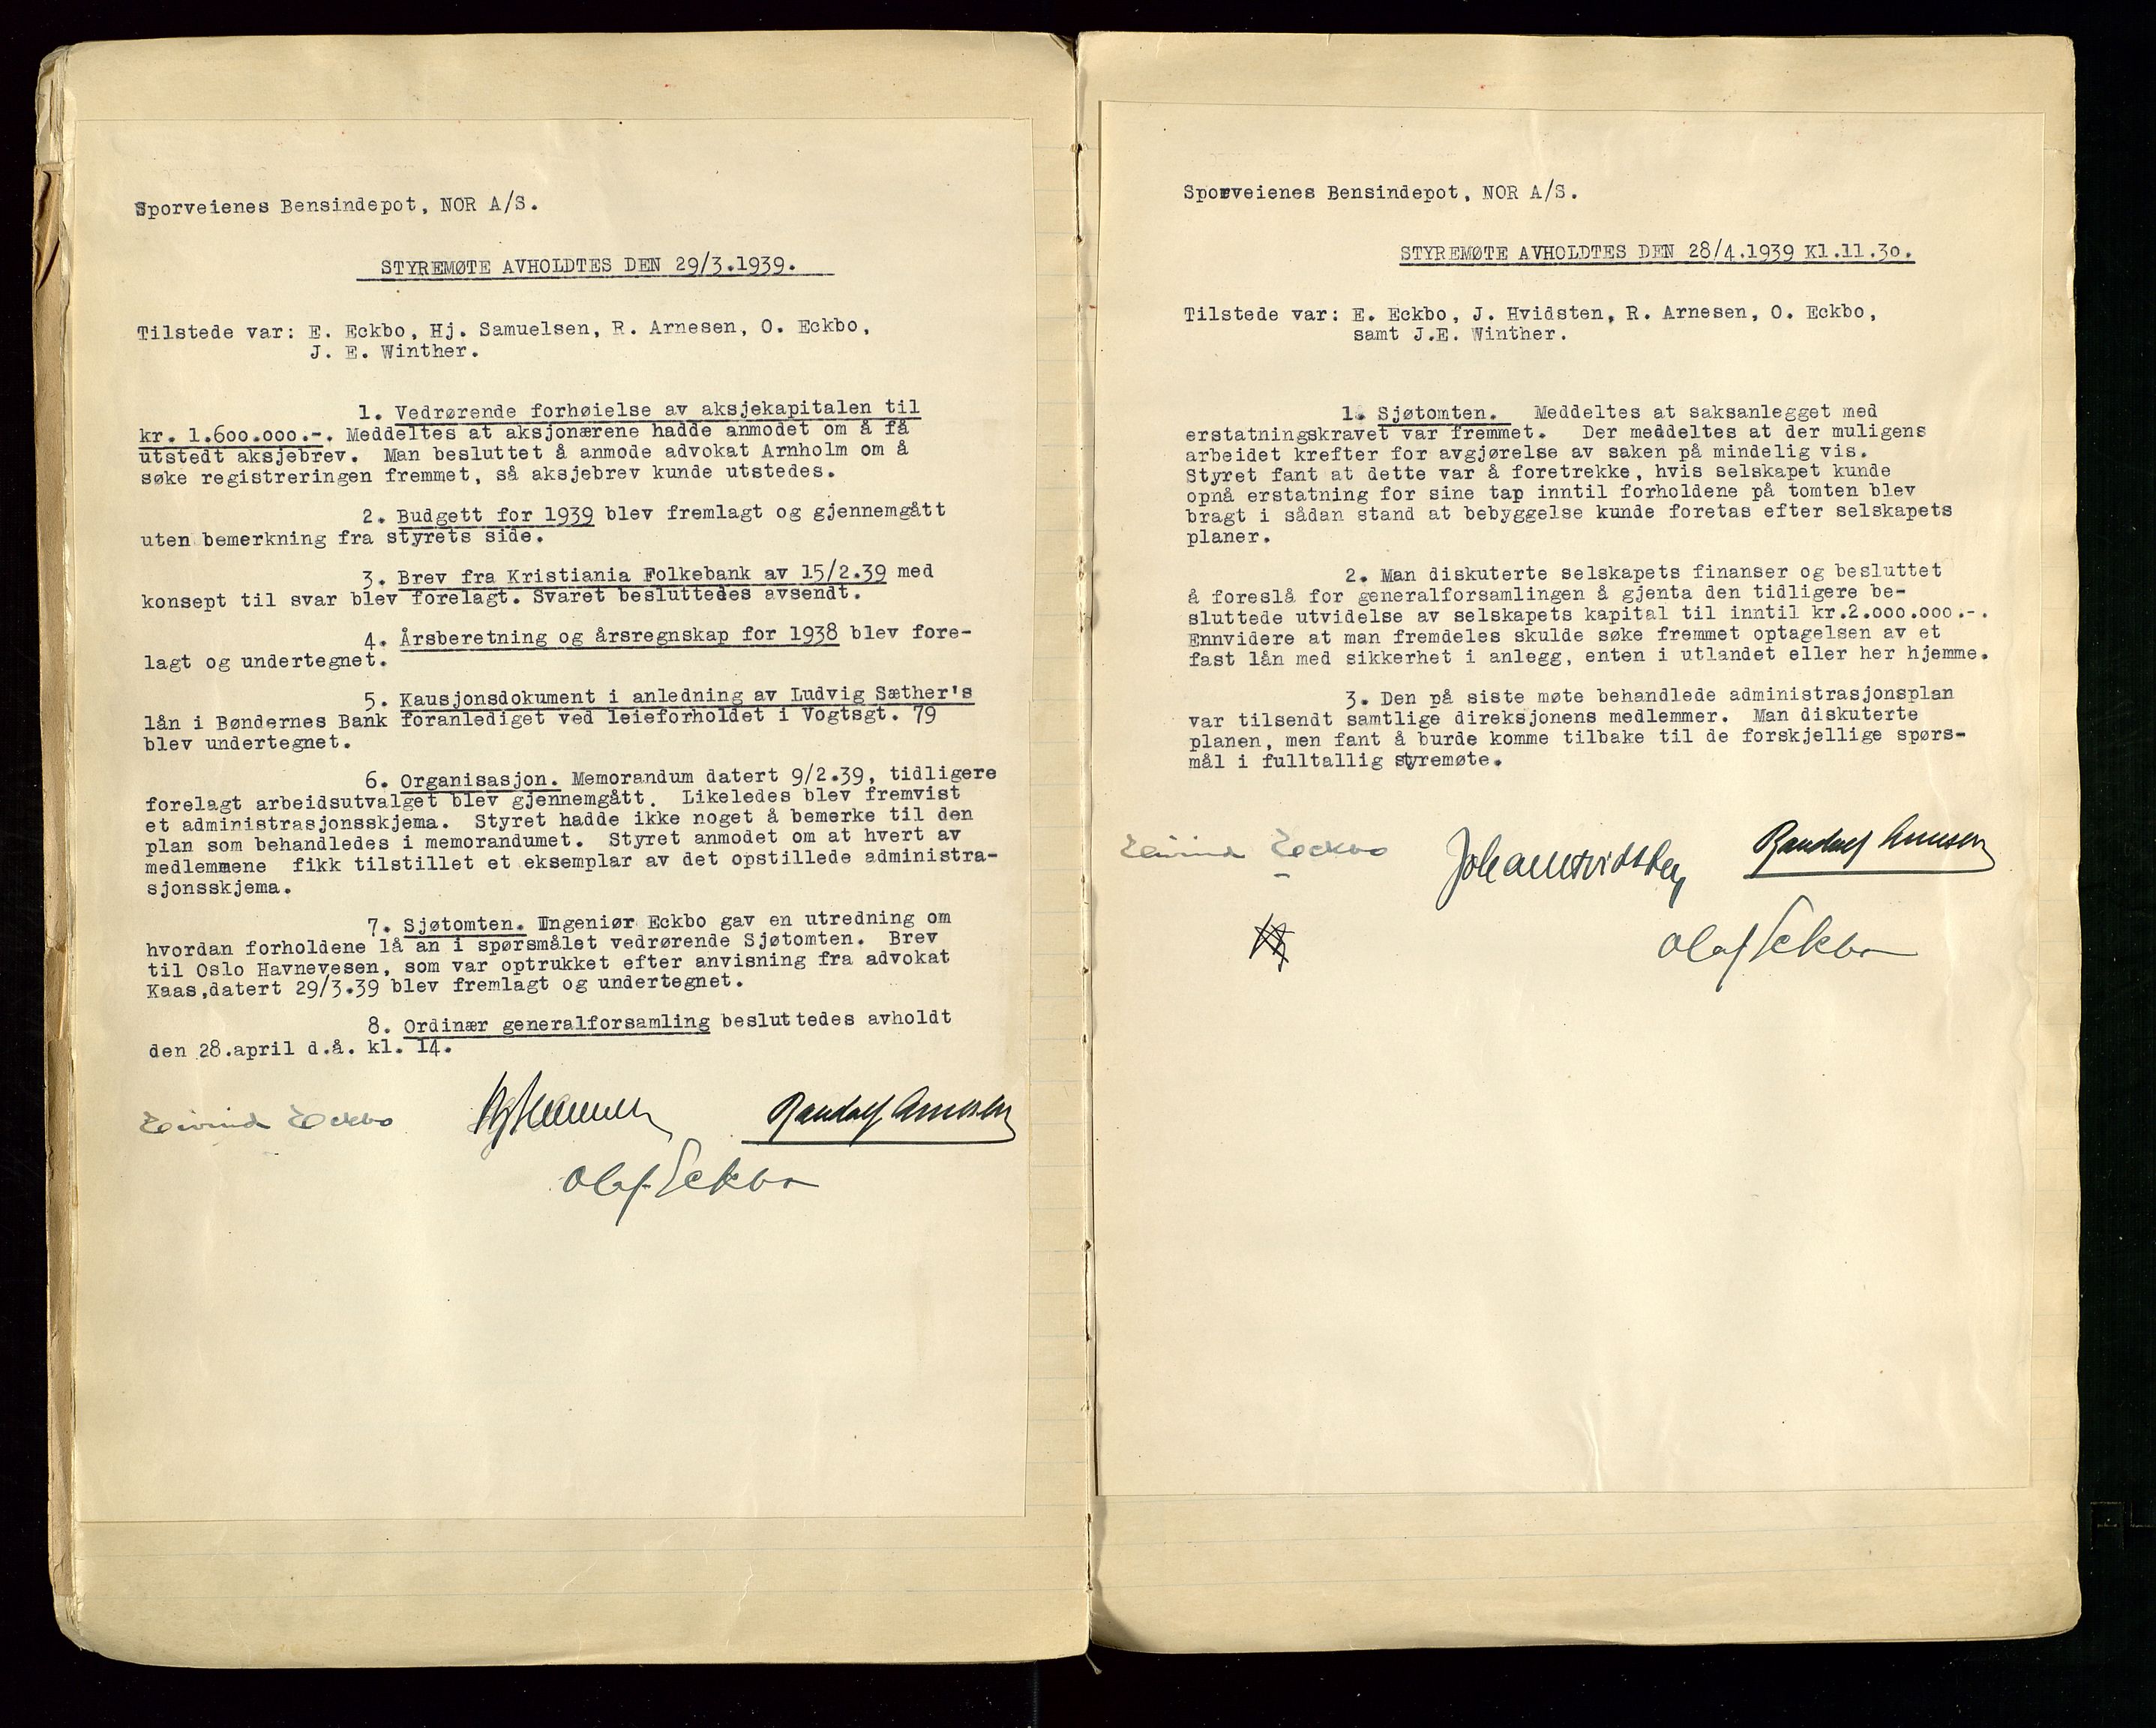 Sporveienes Bensindepot, NOR A/S.
STYREMØTE AVHOLDTES DEN 29/3.1939.
Tilstede var: E. Eckbo, Hj. Samuelsen, R. Arnesen, O. Eckbo,
J. E. Winther.
1. Vedrørende forhøielse av aksjekapitalen til
kr. 1.600.000.-. Meddeltes at aksjonærene hadde anmodet om å få
utstedt aksjebrev. Man besluttet å anmode advokat Arnholm om å
søke registreringen fremmet, så aksjebrev kunde utstedes.
2. Budgett for 1939 blev fremlagt og gjennemgått
uten bemerkning fra styrets side.
3. Brev fra Kristiania Folkebank av 15/2.39 med
konsept til svar blev forelagt. Svaret besluttedes avsendt.
4. Årsberetning og årsregnskap for 1938 blev fore-
lagt og undertegnet.
5. Kausjonsdokument i anledning av Ludvig Sæther's
lån i Bøndernes Bank foranlediget ved leieforholdet i Vogtsgt. 79
blev undertegnet.
6. Organisasjon. Memorandum datert 9/2.39, tidligere
forelagt arbeidsutvalget blev gjennemgått. Likeledes blev fremvist
et administrasjonsskjema. Styret hadde ikke noget å bemerke til den
plan som behandledes i memorandumet. Styret anmodet om at hvert av
medlemmene fikk tilstillet et eksemplar av det opstillede administra-
sjonsskjema.
7. Sjøtomten. Ingeniør Eckbo gav en utredning om
hvordan forholdene lå an i spørsmålet vedrørende Sjøtomten. Brev
til Oslo Havnevesen, som var optrukket efter anvisning fra advokat
Kaas,datert 29/3.39 blev fremlagt og undertegnet.
8. Ordinær generalforsamling besluttedes avholdt
den 28.april d.å. kl. 14.
Eivind Eckbo Randolf Arnesen
Olaf Eckbo
Sporveienes Bensindepot, NOR A/S.
STYREMØTE AVHOLDTES DEN 28/4.1939 Kl.11.30.
Tilstede var: E. Eckbo, J. Hvidsten, R. Arnesen, O. Eckbo,
samt J.E. Winther.
1. Sjøtomten. Meddeltes at saksanlegget med
erstatningskravet var fremmet. Der meddeltes at der muligens
arbeidet krefter for avgjørelse av saken på mindelig vis.
Styret fant at dette var å foretrekke, hvis selskapet kunde
opnå erstatning for sine tap inntil forholdene på tomten blev
bragt i sådan stand at bebyggelse kunde foretas efter selskapets
planer.
2. Man diskuterte selskapets finanser og besluttet
å foreslå for generalforsamlingen å gjenta den tidligere be-
sluttede utvidelse av selskapets kapital til inntil kr.2.000.000.-.
Ennvidere at man fremdeles skulde søke fremmet optagelsen av et
fast lån med sikkerhet i anlegg, enten i utlandet eller her hjemme.
3. Den på siste møte behandlede administrasjonsplan
var tilsendt samtlige direksjonens medlemmer. Man diskuterte
planen, men fant å burde komme tilbake til de forskjellige spørs-
mål i fulltallig styremøte.
Eivind Eckbo Johan Hvidsten Randolf Arnesen
Olaf Eckbo